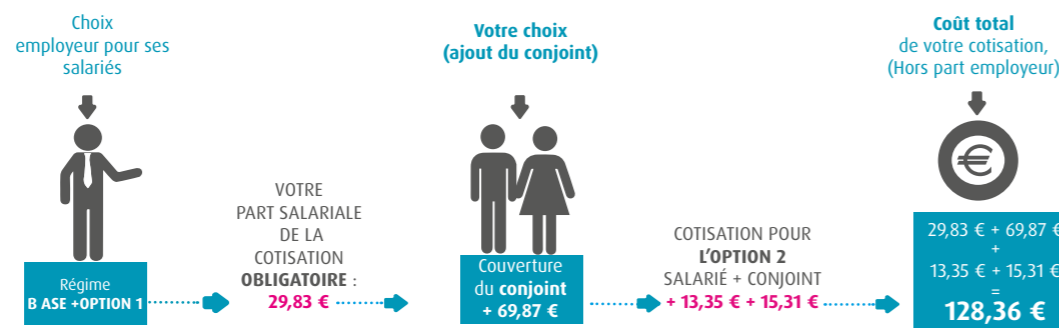 Choix
employeur pour ses
salariés
Régime
B ASE +OPTION 1
VOTRE
PART SALARIALE
DE LA
COTISATION
OBLIGATOIRE :
29,83 €
Votre choix
(ajout du conjoint)
Couverture
du conjoint
+ 69,87 €
COTISATION POUR
L'OPTION 2
SALARIÉ + CONJOINT
+ 13,35 € + 15,31 €
Coût total
de votre cotisation,
(Hors part employeur)
€
29,83 € + 69,87 €
+
13,35 € + 15,31 €
=
128,36 €